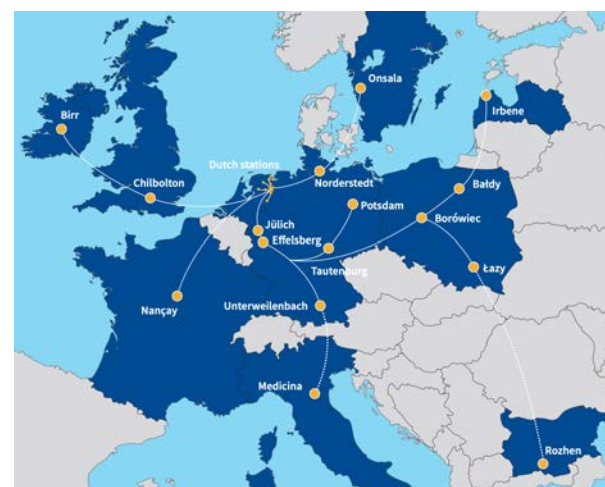 Onsala
Birr
Irbene
Dutch stations
Chilbolton
Norderstedt
Bałdy
Potsdam
Borówiec
Jülich
Effelsberg
Tautenburg
Łazy
Nançay
Unterweilenbach
Medicina
Rozhen